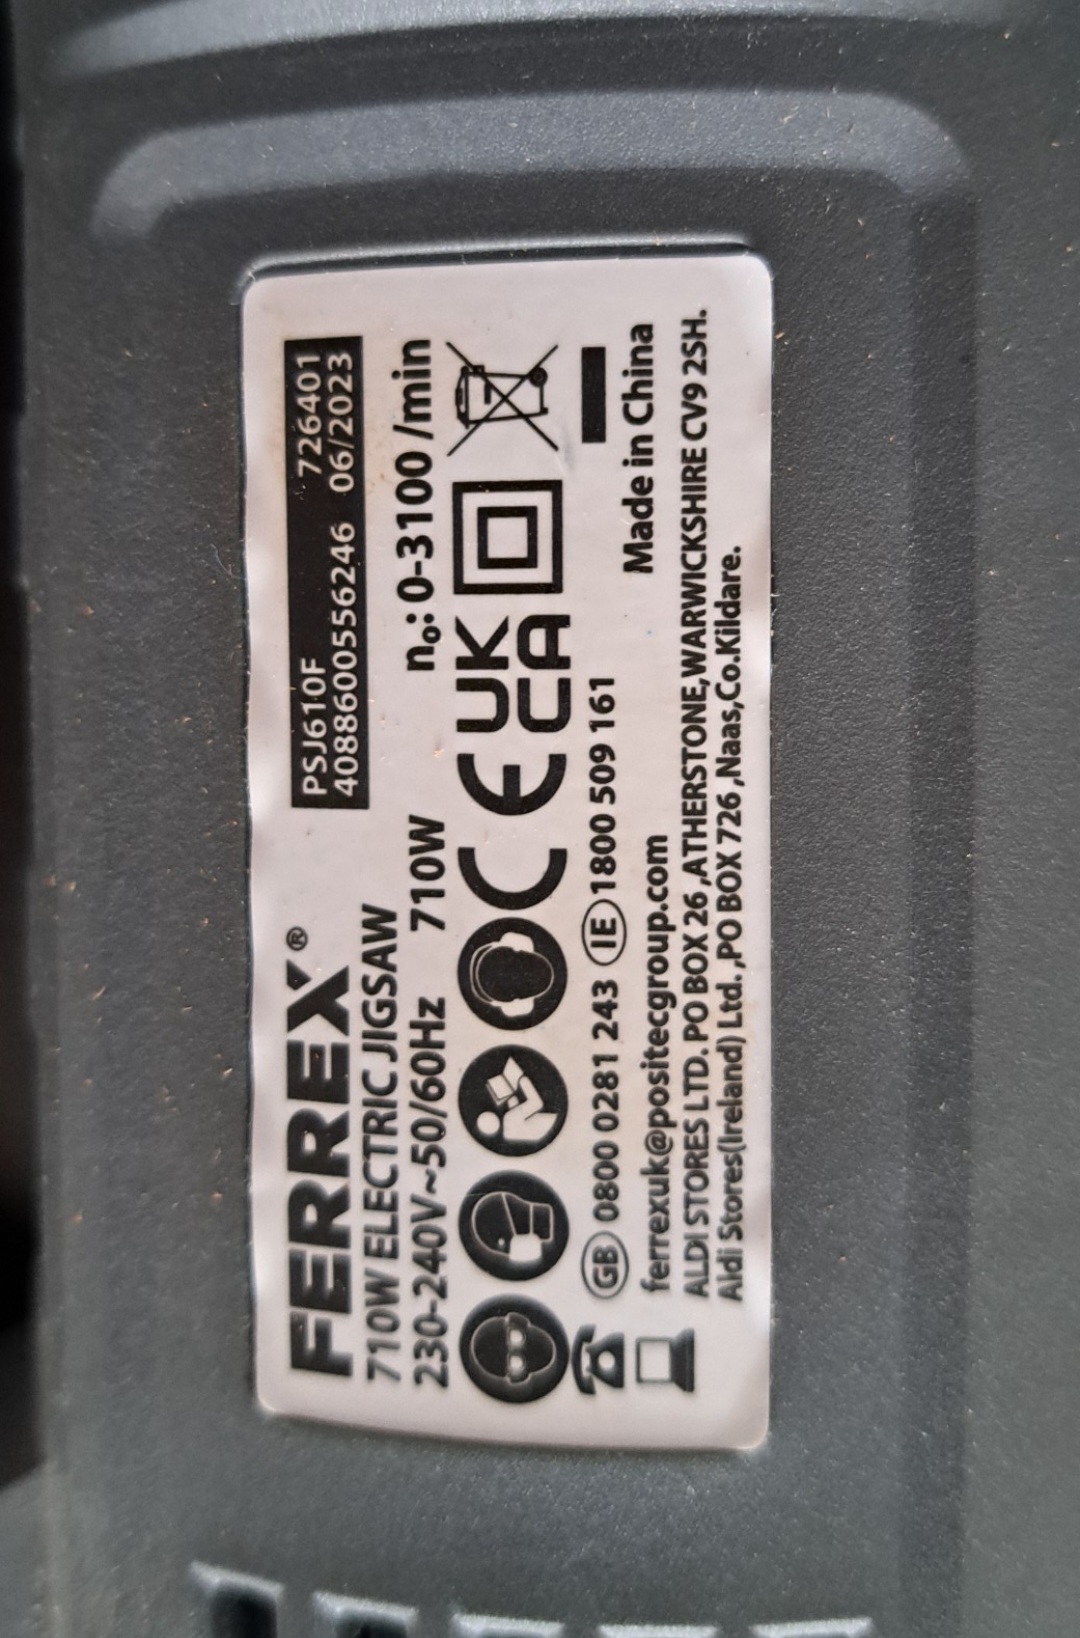 FERREX®
710W ELECTRIC JIGSAW
230-240V~50/60Hz 710W
PSJ610F 726401
4088600556246 06/2023
n₀: 0-3100 /min
CE UK CA
GB 0800 0281 243 IE 1800 509 161
ferrexuk@positecgroup.com
Made in China
ALDI STORES LTD. PO BOX 26 ,ATHERSTONE,WARWICKSHIRE CV9 2SH.
Aldi Stores(Ireland) Ltd. ,PO BOX 726 ,Naas,Co.Kildare.